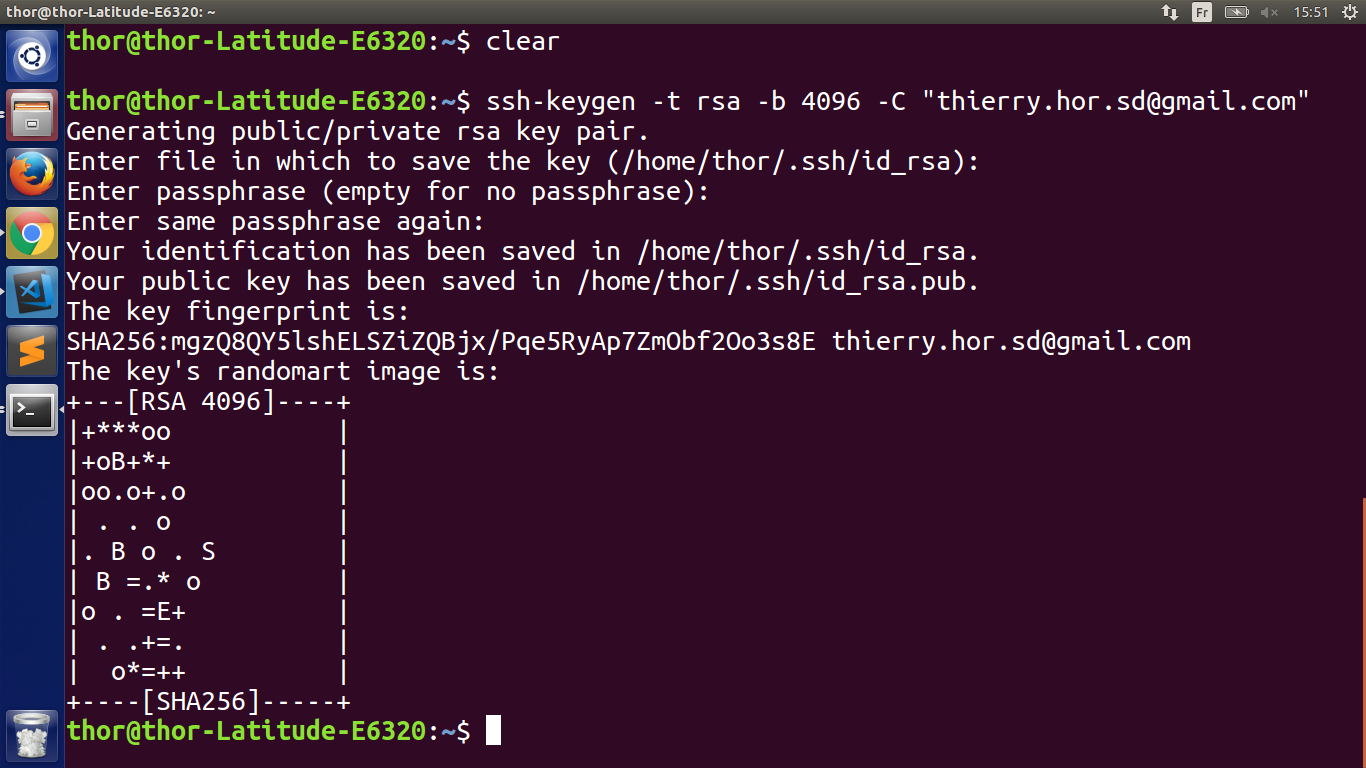 thor@thor-Latitude-E6320: ~ Fr 15:51
thor@thor-Latitude-E6320:~$ clear
thor@thor-Latitude-E6320:~$ ssh-keygen -t rsa -b 4096 -C "thierry.hor.sd@gmail.com"
Generating public/private rsa key pair.
Enter file in which to save the key (/home/thor/.ssh/id_rsa):
Enter passphrase (empty for no passphrase):
Enter same passphrase again:
Your identification has been saved in /home/thor/.ssh/id_rsa.
Your public key has been saved in /home/thor/.ssh/id_rsa.pub.
The key fingerprint is:
SHA256:mgzQ8QY5lshELSZiZQBjx/Pqe5RyAp7ZmObf2Oo3s8E thierry.hor.sd@gmail.com
The key's randomart image is:
+---[RSA 4096]----+
|+***oo           |
|+oB+*+           |
|oo.o+.o          |
| . . o           |
|. B o . S        |
| B =.* o         |
|o . =E+          |
| . .+=.          |
|  o*=++          |
+----[SHA256]-----+
thor@thor-Latitude-E6320:~$